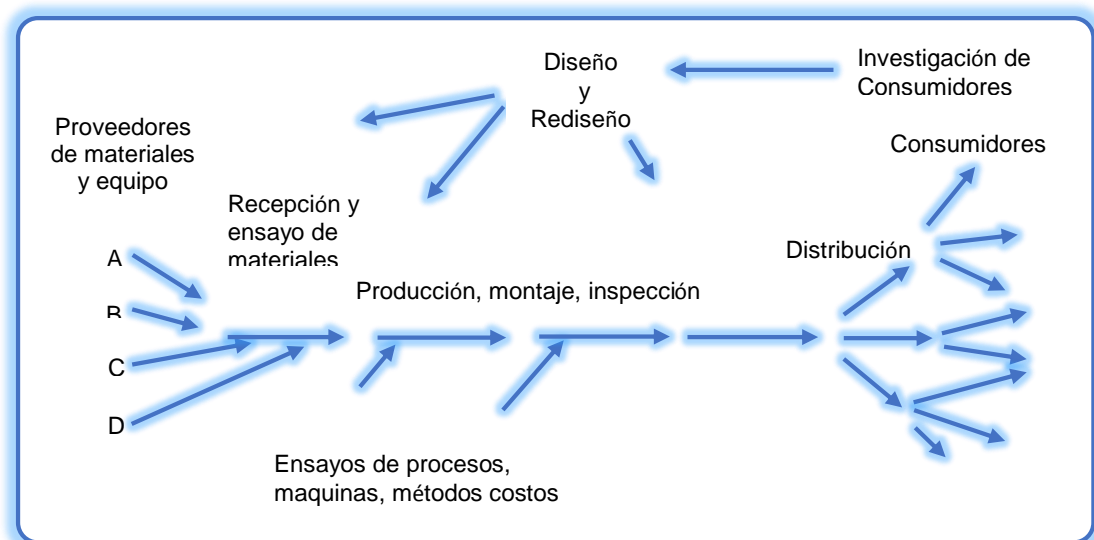 Diseño
y
Rediseño
Investigación de
Consumidores
Proveedores
de materiales
y equipo
Consumidores
Recepción y
ensayo de
materiales
Distribución
A
Producción, montaje, inspección
B
C
D
Ensayos de procesos,
maquinas, métodos costos